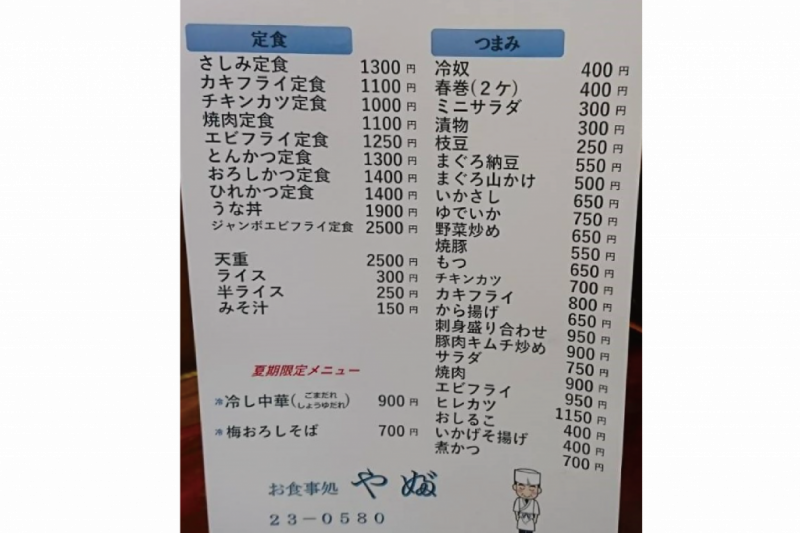 定食
さしみ定食 1300円
カキフライ定食 1100円
チキンカツ定食 1000円
焼肉定食 1100円
エビフライ定食 1250円
とんかつ定食 1300円
おろしかつ定食 1400円
ひれかつ定食 1400円
うな丼 1900円
ジャンボエビフライ定食 2500円
天重 2500円
ライス 300円
半ライス 250円
みそ汁 150円
夏期限定メニュー
冷 冷し中華(ごまだれ しょうゆだれ) 900円
冷 梅おろしそば 700円
つまみ
冷奴 400円
春巻(2ケ) 400円
ミニサラダ 300円
漬物 300円
枝豆 250円
まぐろ納豆 550円
まぐろ山かけ 500円
いかさし 650円
ゆでいか 750円
野菜炒め 650円
焼豚 550円
もつ 650円
チキンカツ 700円
カキフライ 800円
から揚げ 650円
刺身盛り合わせ 950円
豚肉キムチ炒め 900円
サラダ 750円
焼肉 900円
エビフライ 950円
ヒレカツ 1150円
おしるこ 400円
いかげそ揚げ 400円
煮かつ 700円
お食事処 やぶ
23-0580